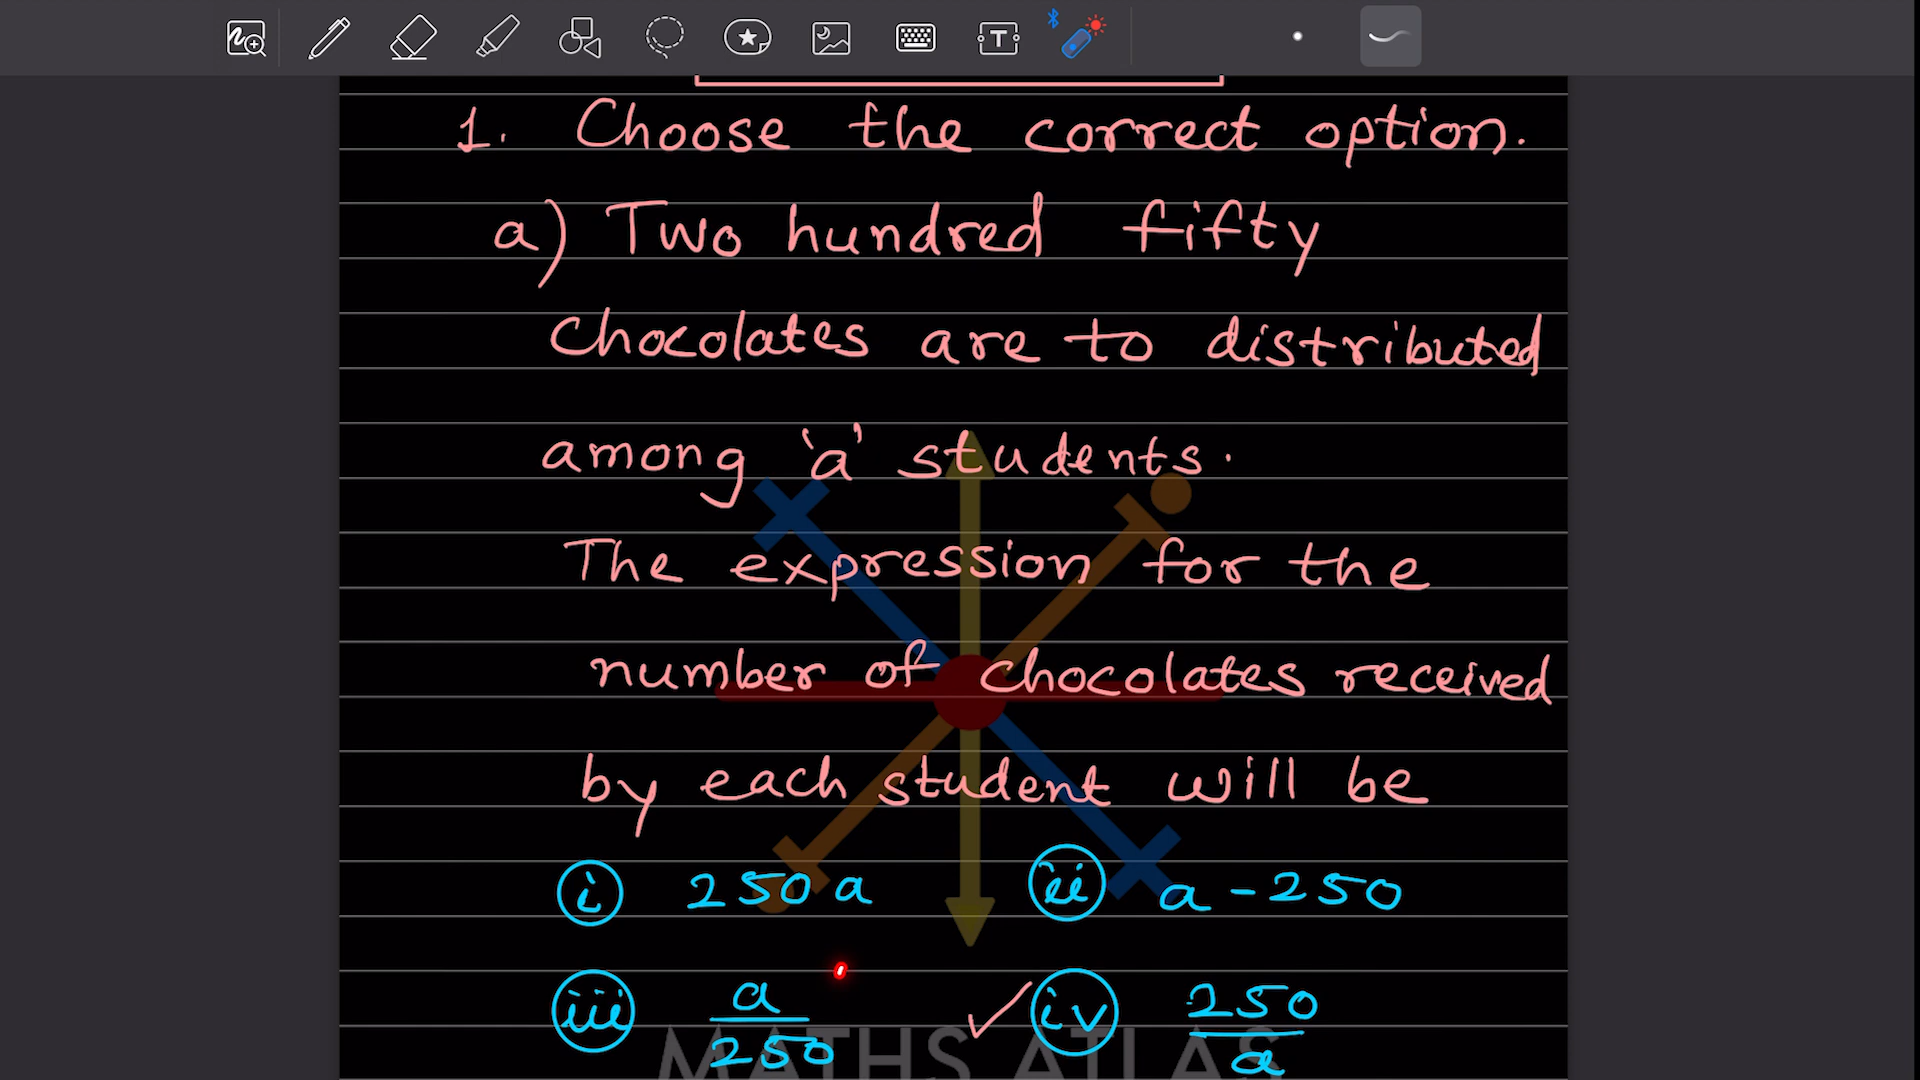 1. Choose the correct option.
a) Two hundred fifty
Chocolates are to distributed
among 'a' students.
The expression for the
number of chocolates received
by each student will be
(i) 250 a (ii) a - 250
(iii) a/250 ✓ (iv) 250/a
MATHS ATLAS